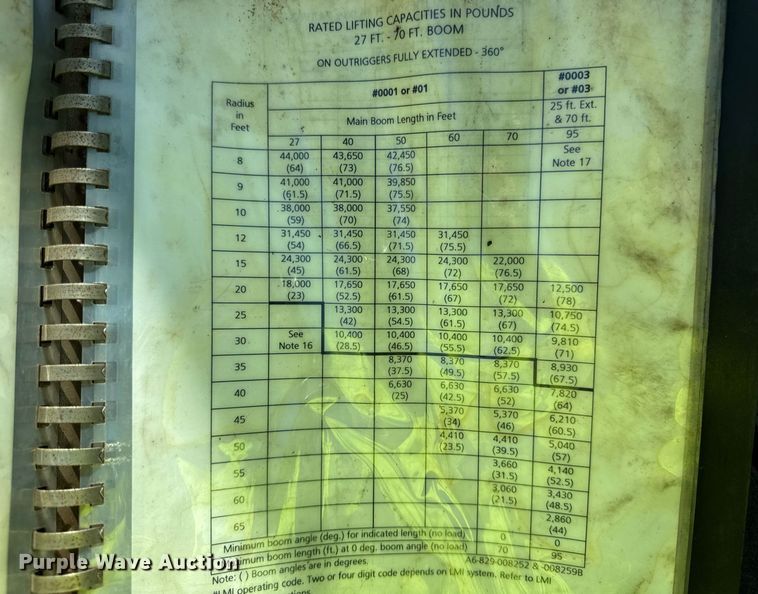 RATED LIFTING CAPACITIES IN POUNDS
27 FT. - 70 FT. BOOM
ON OUTRIGGERS FULLY EXTENDED - 360°
Radius in Feet
#0001 or #01
#0003 or #03
Main Boom Length in Feet
25 ft. Ext. & 70 ft.
27 40 50 60 70 95
8 44,000 (64) 43,650 (73) 42,450 (76.5) See Note 17
9 41,000 (61.5) 41,000 (71.5) 39,850 (75.5)
10 38,000 (59) 38,000 (70) 37,550 (74)
12 31,450 (54) 31,450 (66.5) 31,450 (71.5) 31,450 (75.5)
15 24,300 (45) 24,300 (61.5) 24,300 (68) 24,300 (72) 22,000 (76.5)
20 18,000 (23) 17,650 (52.5) 17,650 (61.5) 17,650 (67) 17,650 (72) 12,500 (78)
25 13,300 (42) 13,300 (54.5) 13,300 (61.5) 13,300 (67) 10,750 (74.5)
30 See Note 16 10,400 (28.5) 10,400 (46.5) 10,400 (55.5) 10,400 (62.5) 9,810 (71)
35 8,370 (37.5) 8,370 (49.5) 8,370 (57.5) 8,930 (67.5)
40 6,630 (25) 6,630 (42.5) 6,630 (52) 7,820 (64)
45 5,370 (34) 5,370 (46) 6,210 (60.5)
50 4,410 (23.5) 4,410 (39.5) 5,040 (57)
55 3,660 (31.5) 4,140 (52.5)
60 3,060 (21.5) 3,430 (48.5)
65 2,860 (44)
Minimum boom angle (deg.) for indicated length (no load) 0 0
imum boom length (ft.) at 0 deg. boom angle (no load) 70 95
Note: ( ) Boom angles are in degrees. A6-829-008252 & -008259B
#LMI operating code. Two or four digit code depends on LMI system. Refer to LMI
Purple Wave Auction